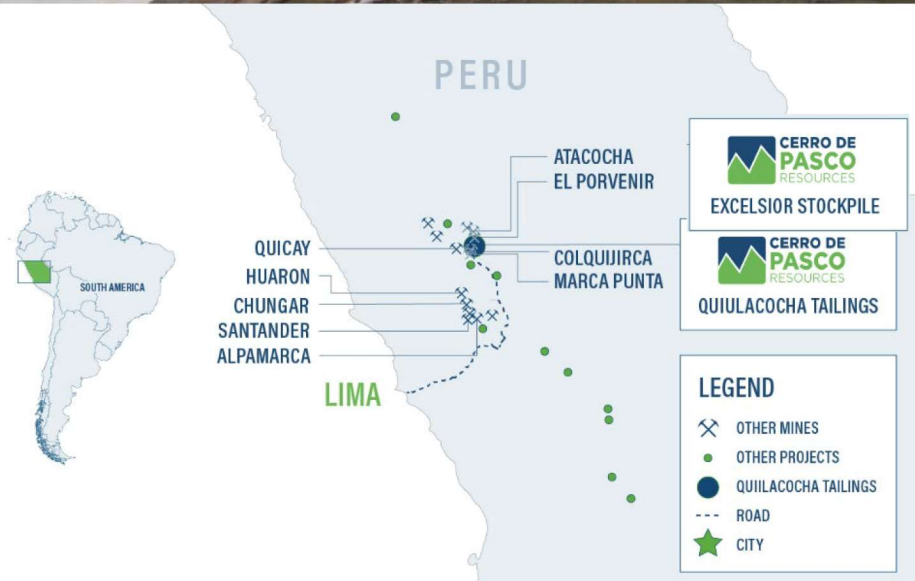 PERU
ATACOCHA
EL PORVENIR
CERRO DE
PASCO
RESOURCES
EXCELSIOR STOCKPILE
QUICAY
HUARON
CHUNGAR
SANTANDER
ALPAMARCA
COLQUIJIRCA
MARCA PUNTA
CERRO DE
PASCO
RESOURCES
QUIULACOCHA TAILINGS
SOUTH AMERICA
LIMA
LEGEND
OTHER MINES
OTHER PROJECTS
QUIILACOCHA TAILINGS
ROAD
CITY